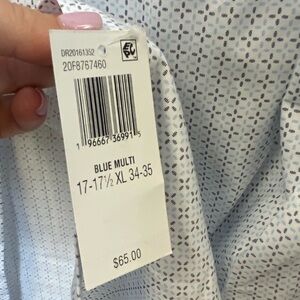 DR20161352
20F8767460
1 96667 36991 5
BLUE MULTI
17-17½ XL 34-35
$65.00